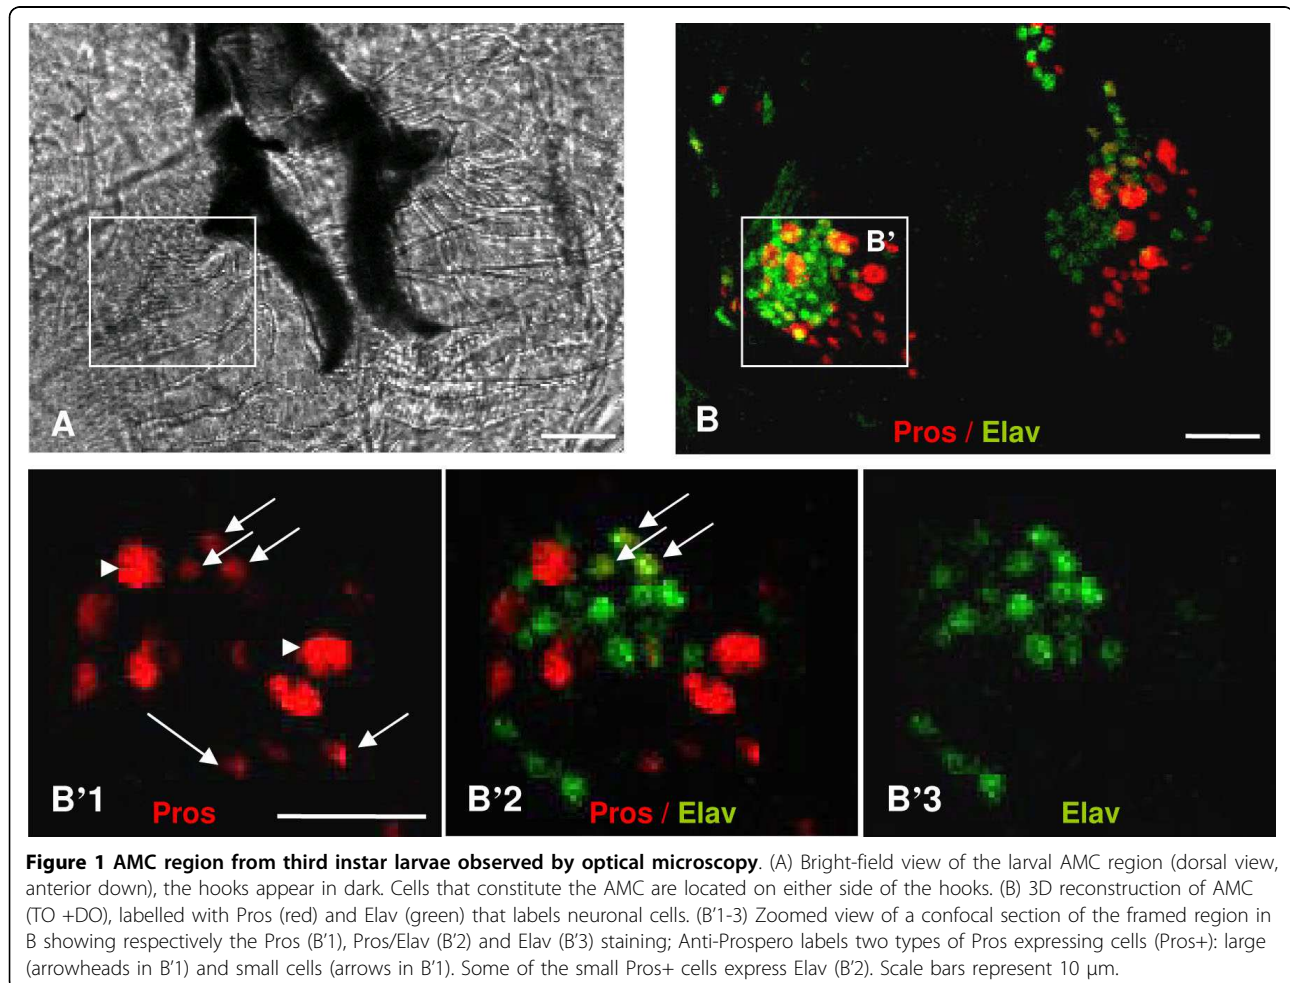 A
B'
B
Pros / Elav
B'1
Pros
B'2
Pros / Elav
B'3
Elav
Figure 1 AMC region from third instar larvae observed by optical microscopy. (A) Bright-field view of the larval AMC region (dorsal view,
anterior down), the hooks appear in dark. Cells that constitute the AMC are located on either side of the hooks. (B) 3D reconstruction of AMC
(TO +DO), labelled with Pros (red) and Elav (green) that labels neuronal cells. (B'1-3) Zoomed view of a confocal section of the framed region in
B showing respectively the Pros (B'1), Pros/Elav (B'2) and Elav (B'3) staining; Anti-Prospero labels two types of Pros expressing cells (Pros+): large
(arrowheads in B'1) and small cells (arrows in B'1). Some of the small Pros+ cells express Elav (B'2). Scale bars represent 10 μm.